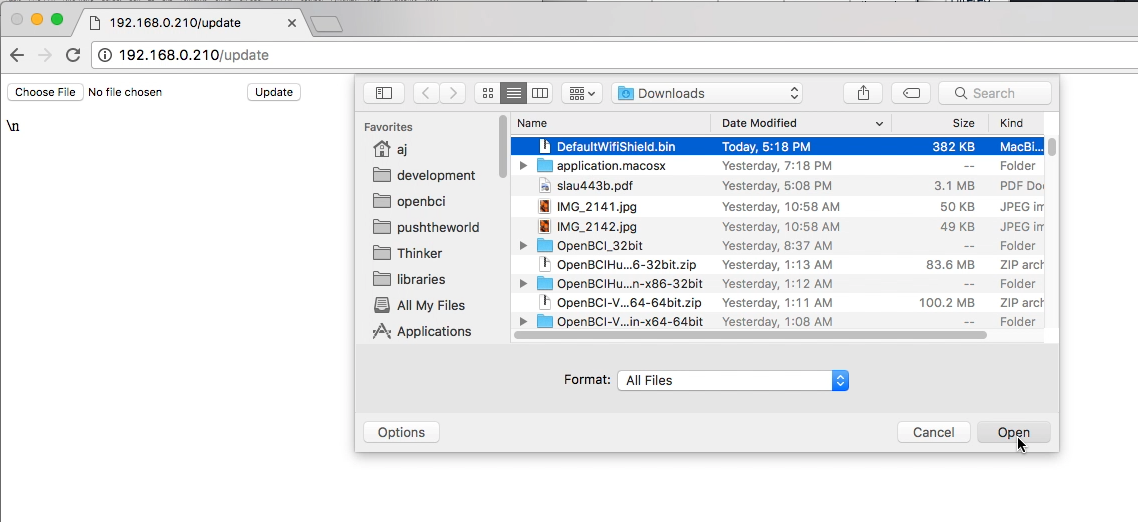 192.168.0.210/update
192.168.0.210/update
Choose File No file chosen Update
\n
Downloads
Search
Favorites
aj
development
openbci
pushtheworld
Thinker
libraries
All My Files
Applications
Name Date Modified Size Kind
DefaultWifiShield.bin Today, 5:18 PM 382 KB MacBi...
application.macosx Yesterday, 7:18 PM -- Folder
slau443b.pdf Yesterday, 5:08 PM 3.1 MB PDF Do
IMG_2141.jpg Yesterday, 10:58 AM 50 KB JPEG im
IMG_2142.jpg Yesterday, 10:58 AM 49 KB JPEG im
OpenBCI_32bit Yesterday, 8:37 AM -- Folder
OpenBCIHu...6-32bit.zip Yesterday, 1:13 AM 83.6 MB ZIP arch
OpenBCIHu...n-x86-32bit Yesterday, 1:12 AM -- Folder
OpenBCI-V...64-64bit.zip Yesterday, 1:11 AM 100.2 MB ZIP arch
OpenBCI-V...in-x64-64bit Yesterday, 1:08 AM -- Folder
Format: All Files
Options Cancel Open